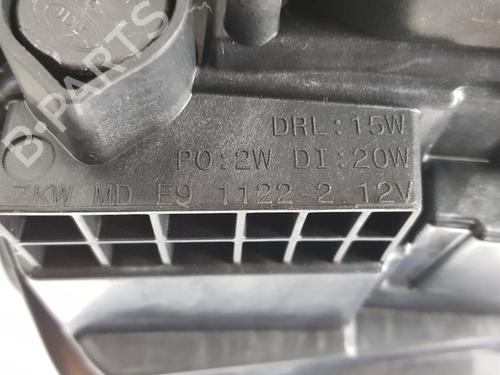 B-PARTS
DRL:15W
PO:2W DI:20W
ZKW MD E9 1122-2 12V